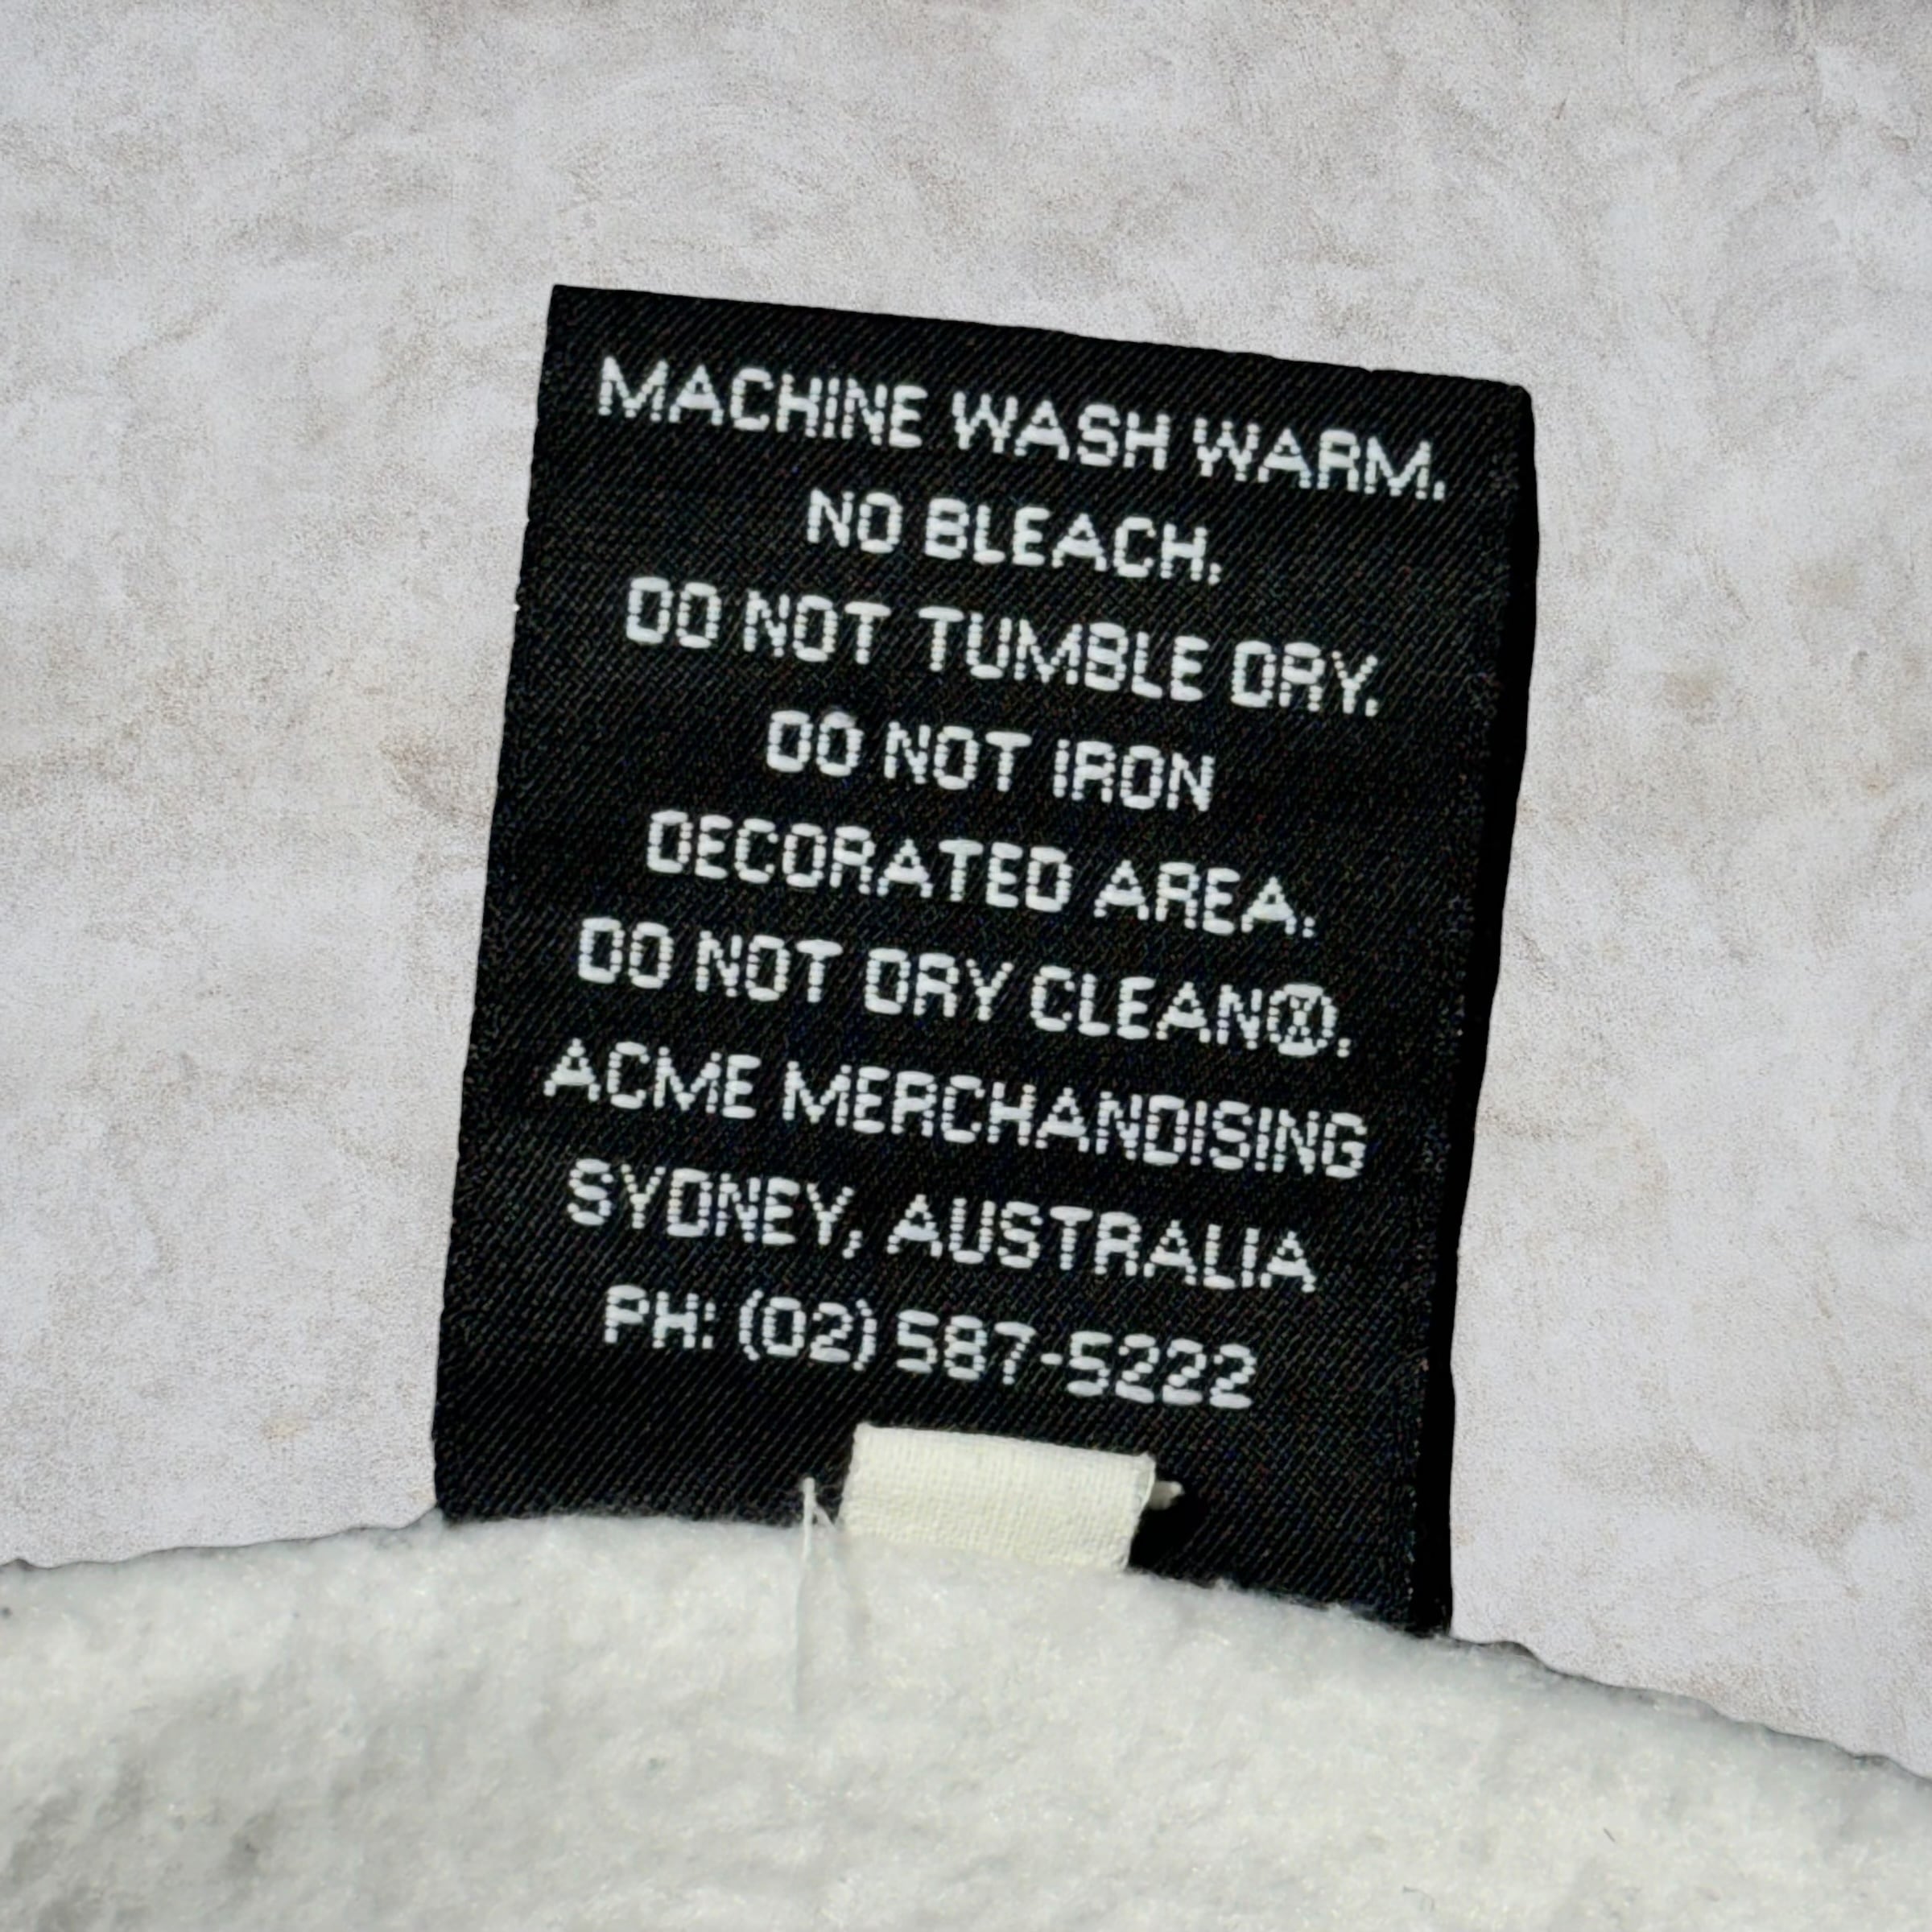 MACHINE WASH WARM.
NO BLEACH.
DO NOT TUMBLE DRY.
DO NOT IRON
DECORATED AREA.
DO NOT DRY CLEANⓍ.
ACME MERCHANDISING
SYDNEY, AUSTRALIA
PH: (02) 587-5222